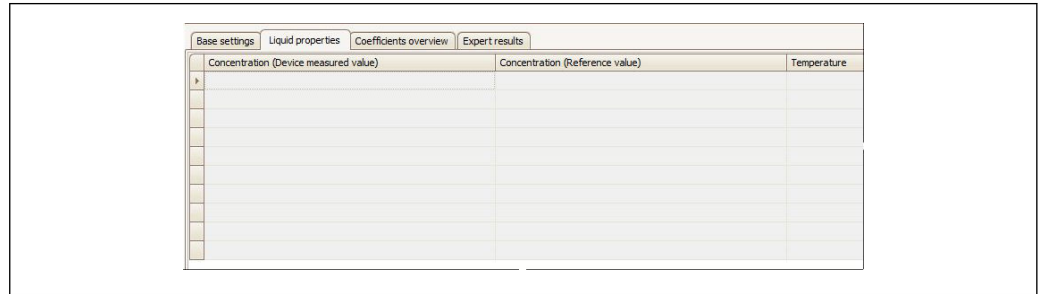 Base settings Liquid properties Coefficients overview Expert results
Concentration (Device measured value) Concentration (Reference value) Temperature